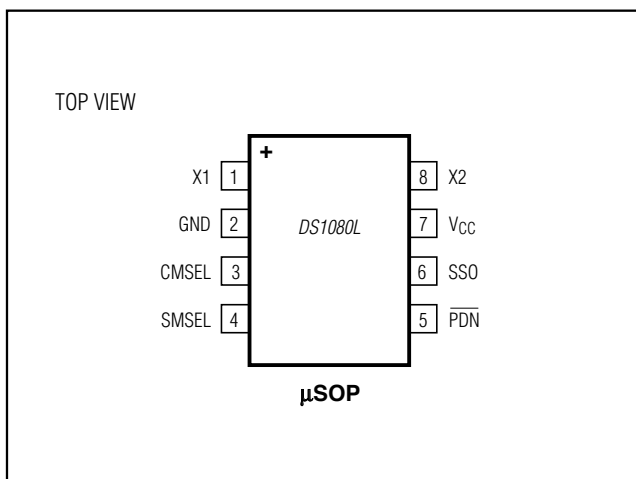 TOP VIEW
+
X1 1 8 X2
GND 2 DS1080L 7 VCC
CMSEL 3 6 SSO
SMSEL 4 5 P̅D̅N̅
µSOP